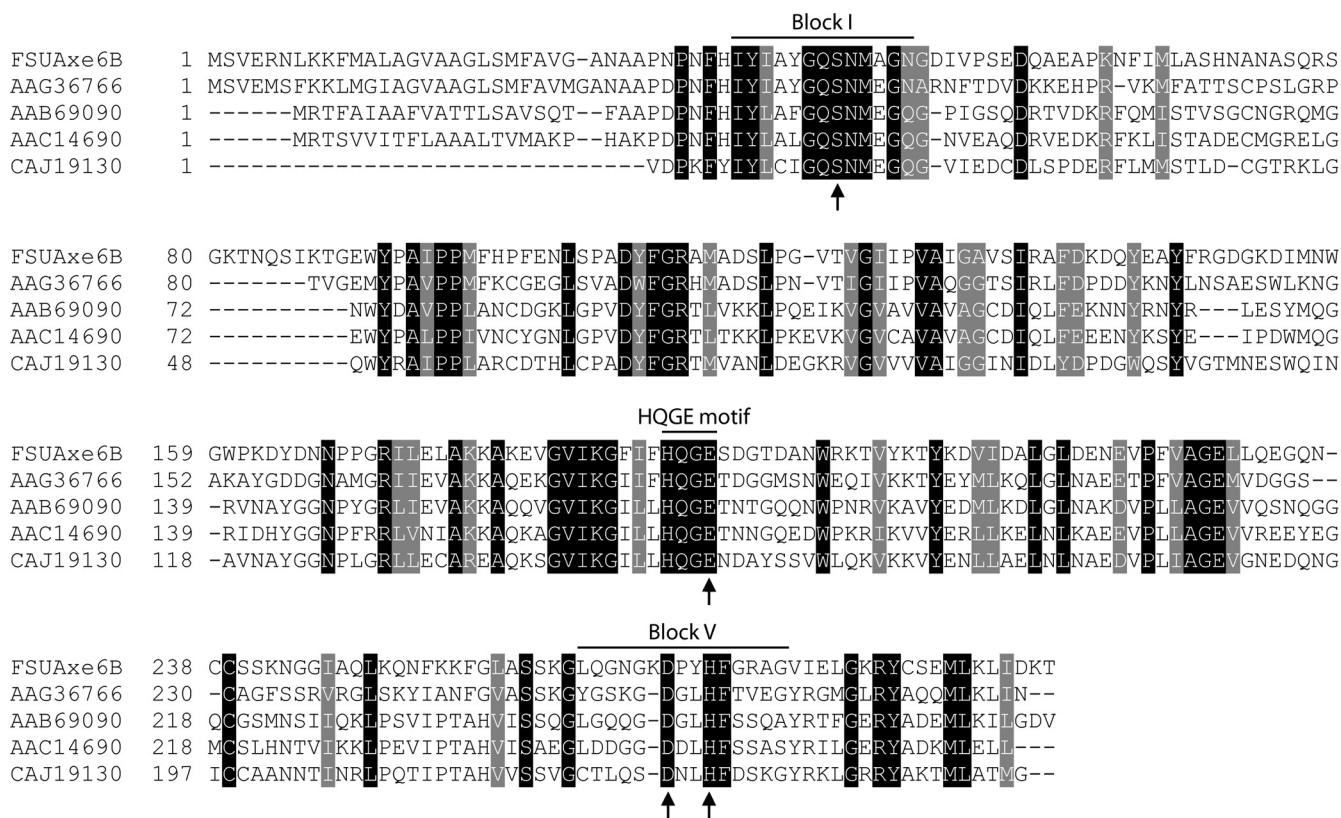 Block I
FSUAxe6B 1 MSVERNLKKFMALAGVAAGLSMFAVG-ANAAPNPNFHIYIAYGQSNMAGNGDIVPSEDQAEAPKNFIMLASHNANASQRS
AAG36766 1 MSVEMSFKKLMGIAGVAAGLSMFAVMGANAAPDPNFHIYIAYGQSNMEGNARNFTDVDKKEHPR-VKMFATTSCPSLGRP
AAB69090 1 ------MRTFAIAAFVATTLSAVSQT--FAAPDPNFHIYLAFGQSNMEGQG-PIGSQDRTVDKRFQMISTVSGCNGRQMG
AAC14690 1 ------MRTSVVITFLAAALTVMAKP--HAKPDPNFHIYLALGQSNMEGQG-NVEAQDRVEDKRFKLISTADECMGRELG
CAJ19130 1 -------------------------------VDPKFYIYLCIGQSNMEGQG-VIEDCDLSPDERFLMMSTLD-CGTRKLG
FSUAxe6B 80 GKTNQSIKTGEWYPAIPPMFHPFENLSPADYFGRAMADSLPG-VTVGIIPVAIGAVSIRAFDKDQYEAYFRGDGKDIMNW
AAG36766 80 -------TVGEMYPAVPPMFKCGEGLSVADWFGRHMADSLPN-VTIGIIPVAQGGTSIRLFDPDDYKNYLNSAESWLKNG
AAB69090 72 ----------NWYDAVPPLANCDGKLGPVDYFGRTLVKKLPQEIKVGVAVVAVAGCDIQLFEKNNYRNYR---LESYMQG
AAC14690 72 ----------EWYPALPPIVNCYGNLGPVDYFGRTLTKKLPKEVKVGVCAVAVAGCDIQLFEEENYKSYE---IPDWMQG
CAJ19130 48 ----------QWYRAIPPLARCDTHLCPADYFGRTMVANLDEGKRVGVVVVAIGGINIDLYDPDGWQSYVGTMNESWQIN
HQGE motif
FSUAxe6B 159 GWPKDYDNNPPGRILELAKKAKEVGVIKGFIFHQGESDGTDANWRKTVYKTYKDVIDALGLDENEVPFVAGELLQEGQN-
AAG36766 152 AKAYGDDGNAMGRIIEVAKKAQEKGVIKGIIFHQGETDGGMSNWEQIVKKTYEYMLKQLGLNAEETPFVAGEMVDGGS--
AAB69090 139 -RVNAYGGNPYGRLIEVAKKAQQVGVIKGILLHQGETNTGQQNWPNRVKAVYEDMLKDLGLNAKDVPLLAGEVVQSNQGG
AAC14690 139 -RIDHYGGNPFRRLVNIAKKAQKAGVIKGILLHQGETNNGQEDWPKRIKVVYERLLKELNLKAEEVPLLAGEVVREEYEG
CAJ19130 118 -AVNAYGGNPLGRLLECAREAQKSGVIKGILLHQGENDAYSSVWLQKVKKVYENLLAELNLNAEDVPLIAGEVGNEDQNG
Block V
FSUAxe6B 238 CCSSKNGGIAQLKQNFKKFGLASSKGLQGNGKDPYHFGRAGVIELGKRYCSEMLKLIDKT
AAG36766 230 -CAGFSSRVRGLSKYIANFGVASSKGYGSKG-DGLHFTVEGYRGMGLRYAQQMLKLIN--
AAB69090 218 QCGSMNSIIQKLPSVIPTAHVISSQGLGQQG-DGLHFSSQAYRTFGERYADEMLKILGDV
AAC14690 218 MCSLHNTVIKKLPEVIPTAHVISAEGLDDGG-DDLHFSSASYRILGERYADKMLELL---
CAJ19130 197 ICCAANNTINRLPQTIPTAHVVSSVGCTLQS-DNLHFDSKGYRKLGRRYAKTMLATMG--